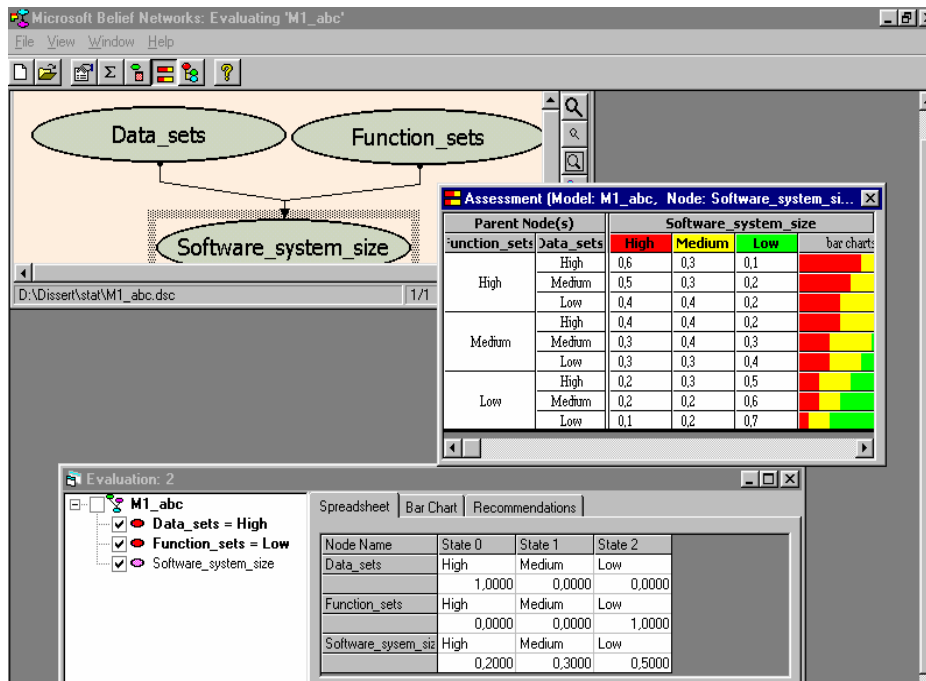 Microsoft Belief Networks: Evaluating 'M1_abc'
File View Window Help
Data_sets
Function_sets
Software_system_size
D:\Dissert\stat\M1_abc.dsc 1/1
Assessment (Model: M1_abc, Node: Software_system_si...
Parent Node(s) Software_system_size
Function_sets Data_sets High Medium Low bar charts
High 0,6 0,3 0,1
High Medium 0,5 0,3 0,2
Low 0,4 0,4 0,2
High 0,4 0,4 0,2
Medium Medium 0,3 0,4 0,3
Low 0,3 0,3 0,4
High 0,2 0,3 0,5
Low Medium 0,2 0,2 0,6
Low 0,1 0,2 0,7
Evaluation: 2
M1_abc
Data_sets = High
Function_sets = Low
Software_system_size
Spreadsheet Bar Chart Recommendations
Node Name State 0 State 1 State 2
Data_sets High Medium Low
1,0000 0,0000 0,0000
Function_sets High Medium Low
0,0000 0,0000 1,0000
Software_sysem_siz High Medium Low
0,2000 0,3000 0,5000